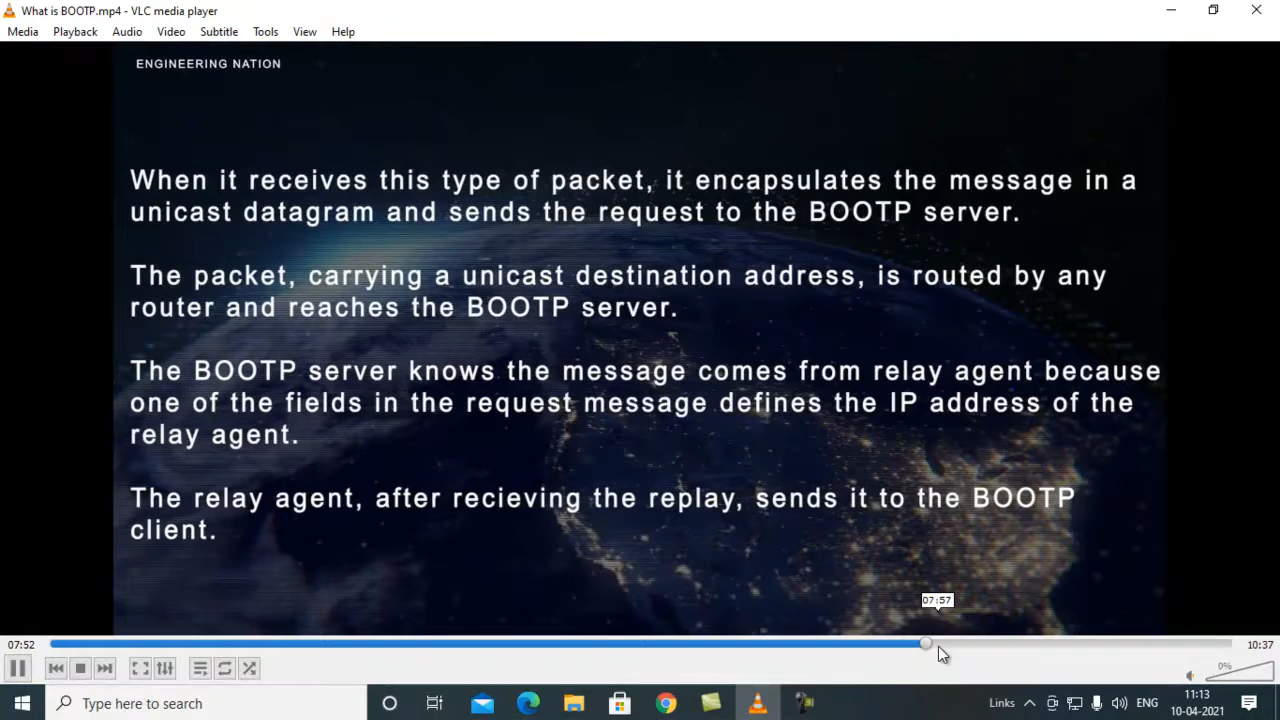 What is BOOTP.mp4 - VLC media player
Media Playback Audio Video Subtitle Tools View Help
ENGINEERING NATION
When it receives this type of packet, it encapsulates the message in a
unicast datagram and sends the request to the BOOTP server.
The packet, carrying a unicast destination address, is routed by any
router and reaches the BOOTP server.
The BOOTP server knows the message comes from relay agent because
one of the fields in the request message defines the IP address of the
relay agent.
The relay agent, after recieving the replay, sends it to the BOOTP
client.
07:57
07:52 10:37
0%
Type here to search Links ENG 11:13
10-04-2021